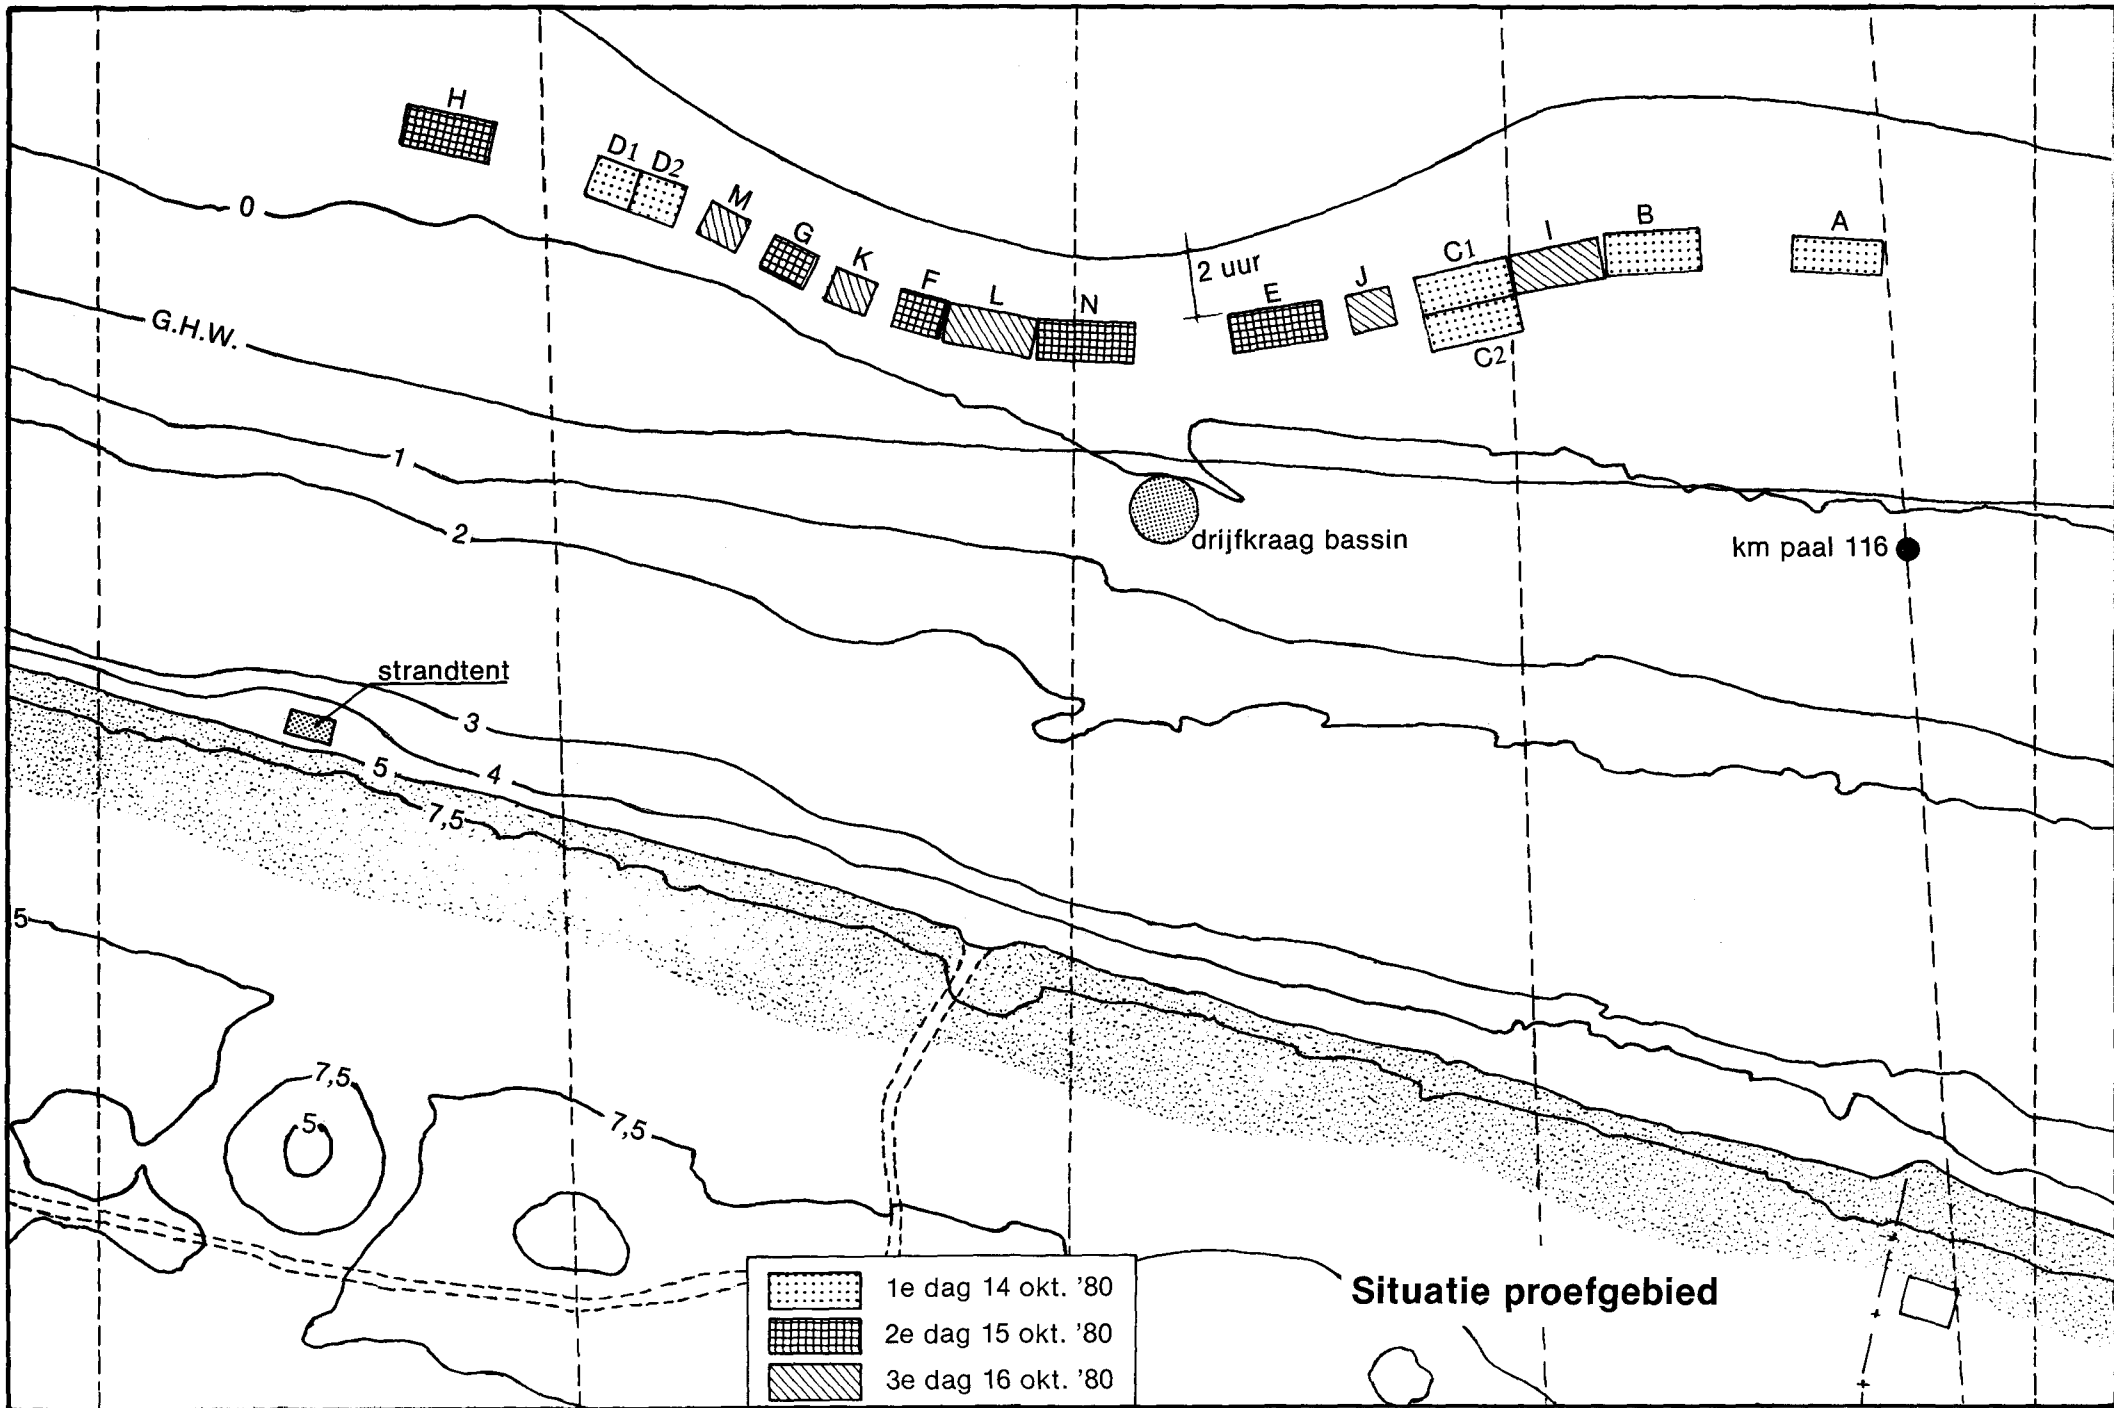 H
D1 D2
M
G
K
F
L
N
2 uur
E
J
C1
C2
I
B
A
0
G.H.W.
1
2
drijfkraag bassin
km paal 116
strandtent
3
5
4
7,5
5
7,5
5
7,5
1e dag 14 okt. '80
2e dag 15 okt. '80
3e dag 16 okt. '80
Situatie proefgebied